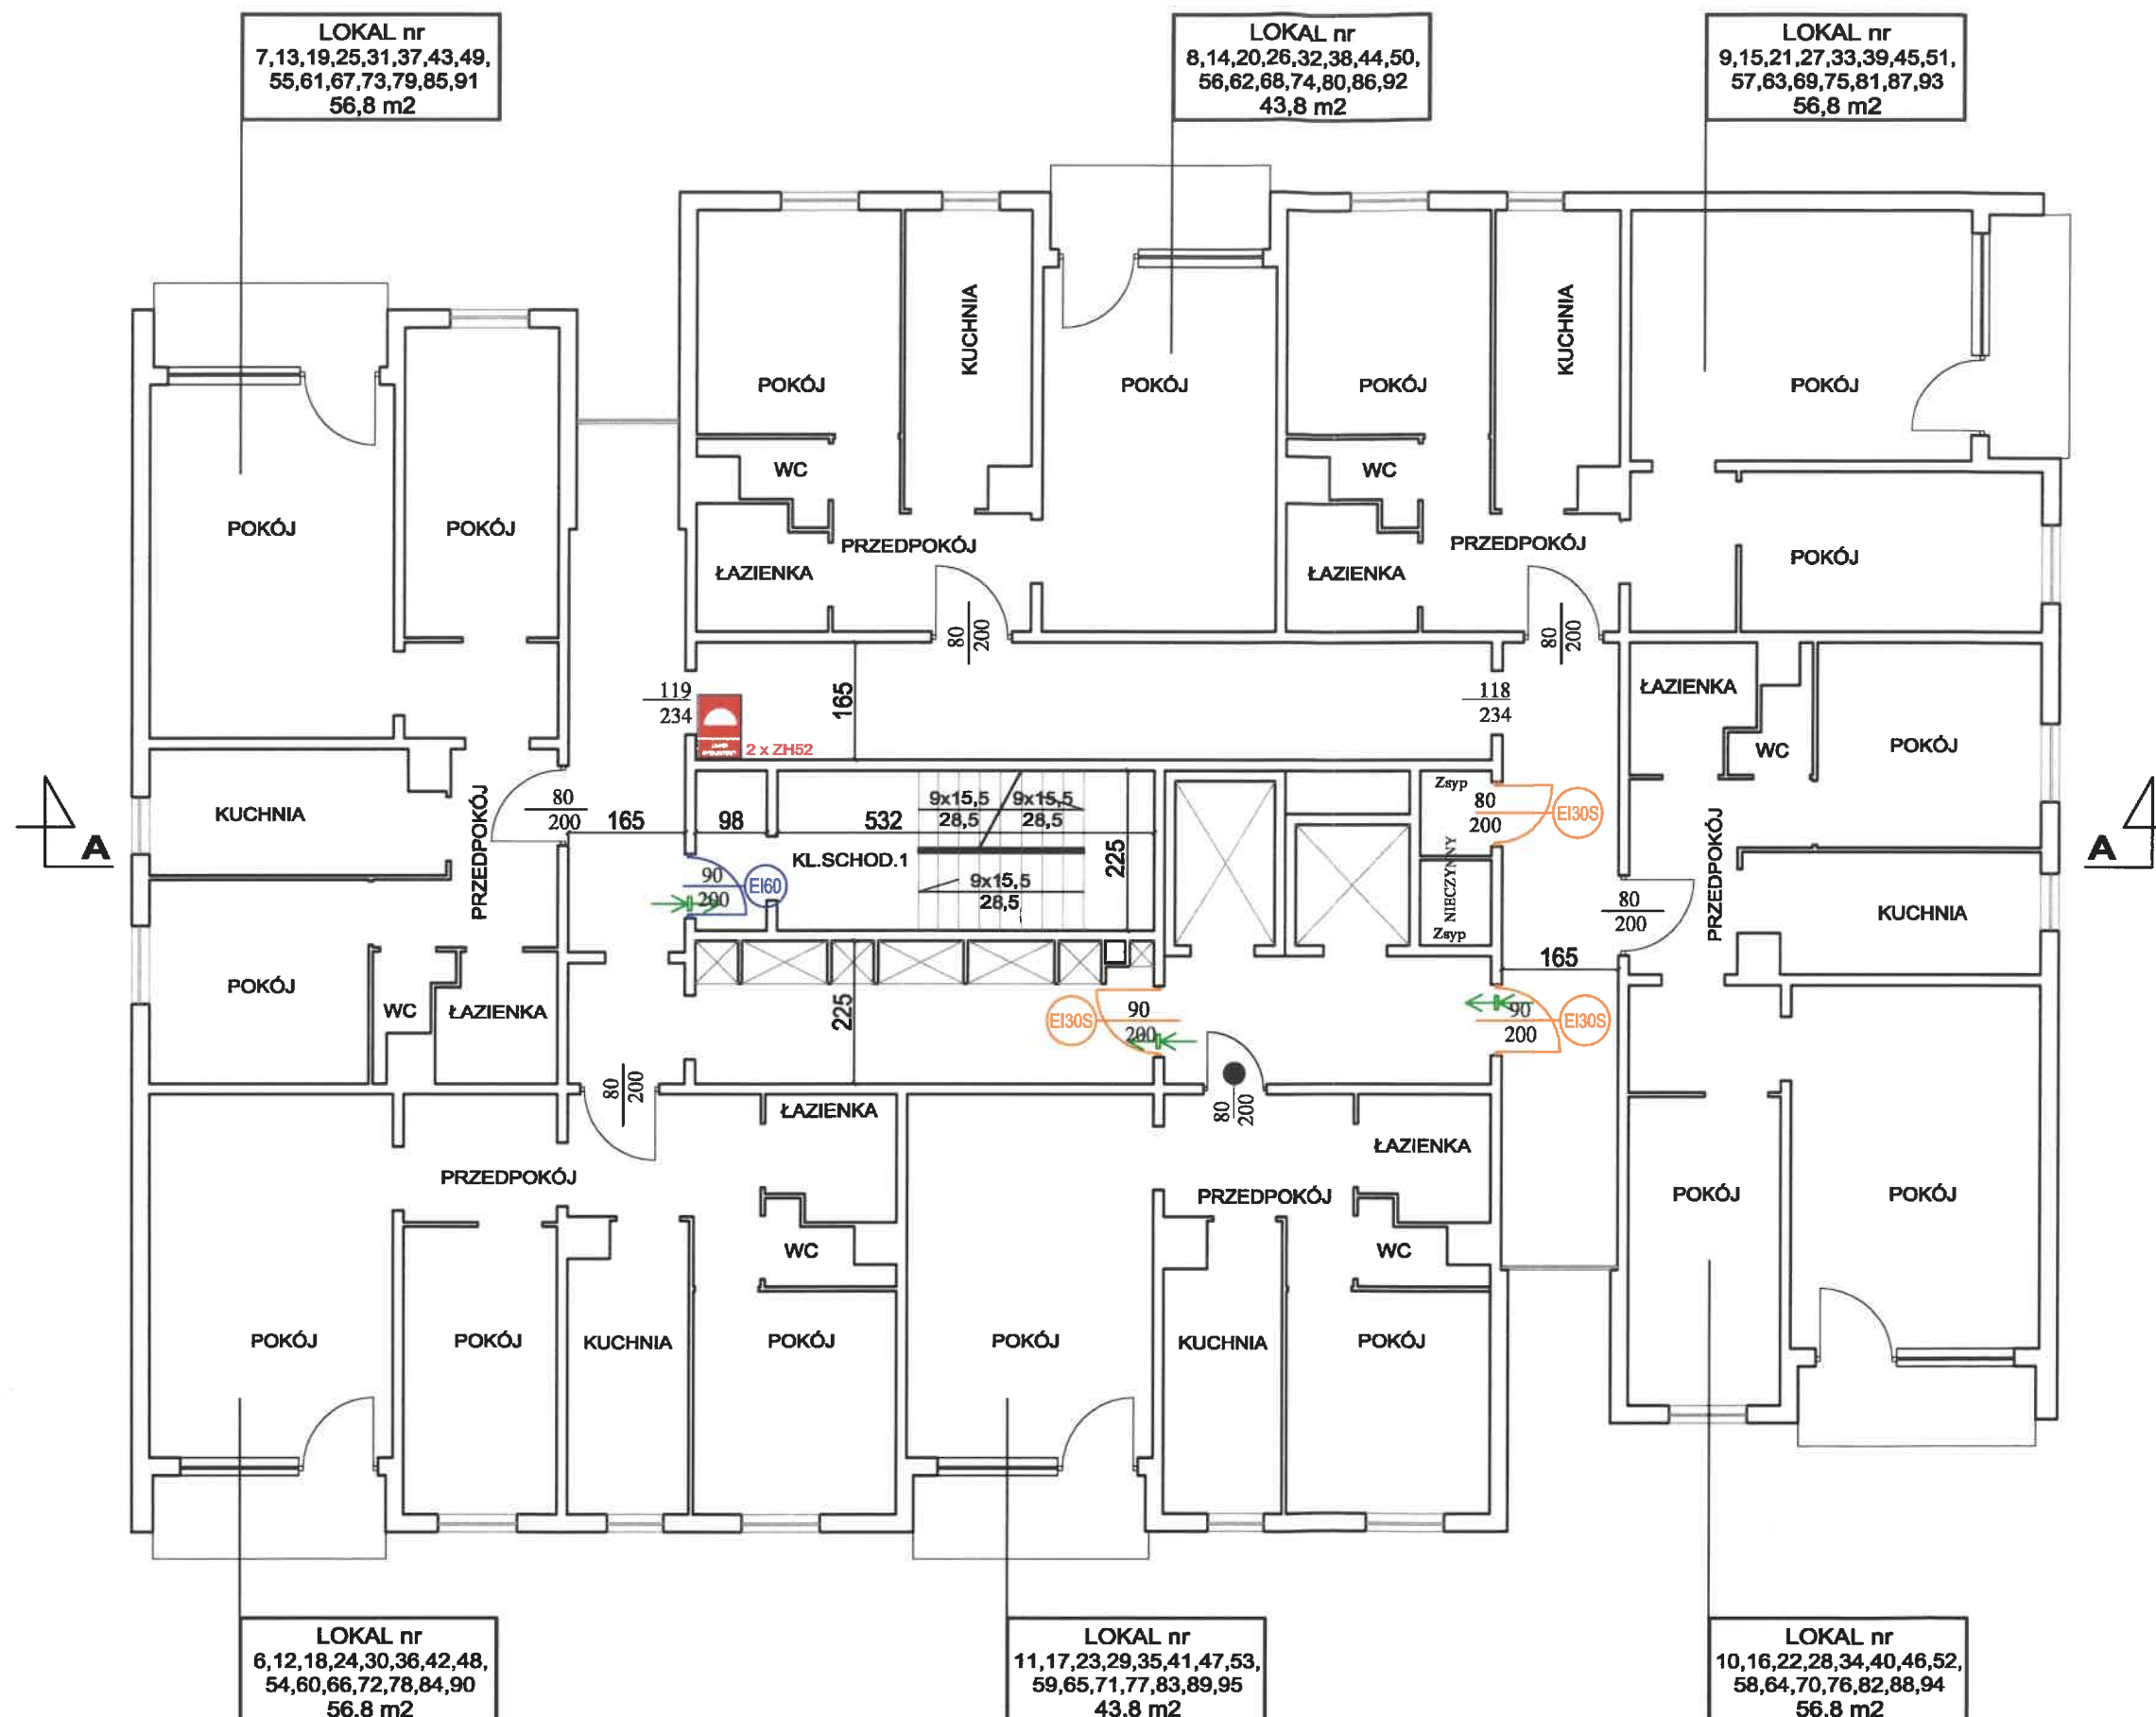 LOKAL nr
7,13,19,25,31,37,43,49,
55,61,67,73,79,85,91
56,8 m2
LOKAL nr
8,14,20,26,32,38,44,50,
56,62,68,74,80,86,92
43,8 m2
LOKAL nr
9,15,21,27,33,39,45,51,
57,63,69,75,81,87,93
56,8 m2
KUCHNIA
KUCHNIA
POKÓJ
POKÓJ
POKÓJ
POKÓJ
WC
WC
POKÓJ
POKÓJ
PRZEDPOKÓJ
PRZEDPOKÓJ
POKÓJ
ŁAZIENKA
ŁAZIENKA
80
200
80
200
119
234
165
118
234
ŁAZIENKA
2 x ZH52
WC
POKÓJ
KUCHNIA
PRZEDPOKÓJ
80
200
165
98
532
9x15,5
28,5
9x15,5
28,5
Zsyp
80
200
EI30S
A
KL.SCHOD.1
225
PRZEDPOKÓJ
A
90
200
EI60
9x15,5
28,5
NIECZYNNY
Zsyp
80
200
KUCHNIA
165
POKÓJ
WC
ŁAZIENKA
225
EI30S
90
200
90
200
EI30S
80
200
80
200
ŁAZIENKA
ŁAZIENKA
PRZEDPOKÓJ
PRZEDPOKÓJ
POKÓJ
POKÓJ
WC
WC
POKÓJ
POKÓJ
KUCHNIA
POKÓJ
POKÓJ
KUCHNIA
POKÓJ
LOKAL nr
6,12,18,24,30,36,42,48,
54,60,66,72,78,84,90
56,8 m2
LOKAL nr
11,17,23,29,35,41,47,53,
59,65,71,77,83,89,95
43,8 m2
LOKAL nr
10,16,22,28,34,40,46,52,
58,64,70,76,82,88,94
56,8 m2